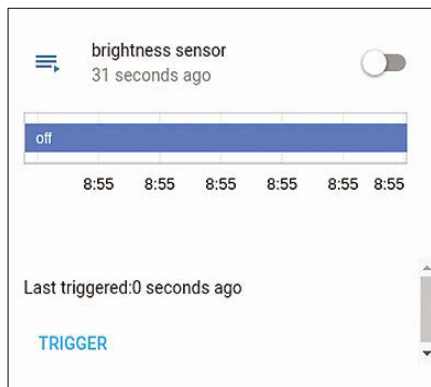 brightness sensor
31 seconds ago
off
8:55 8:55 8:55 8:55 8:55 8:55
Last triggered:0 seconds ago
TRIGGER